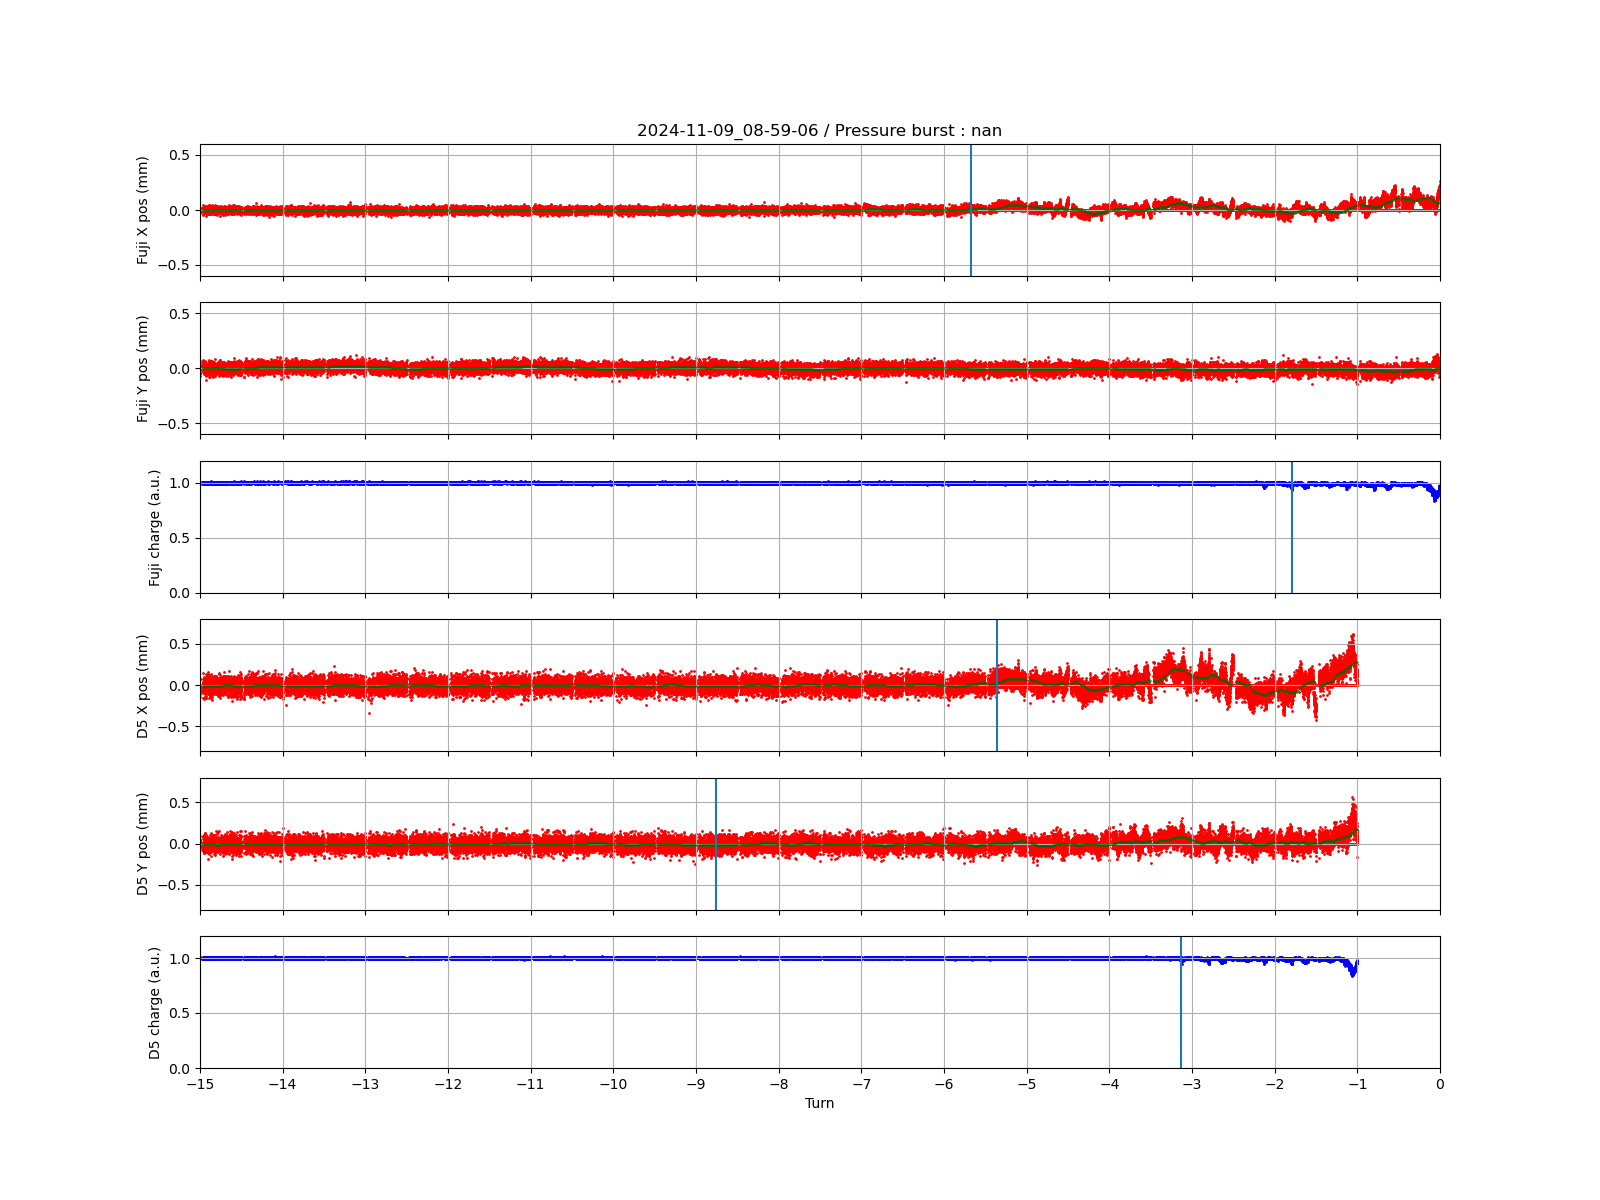 2024-11-09_08-59-06 / Pressure burst : nan
Fuji X pos (mm)
0.5
0.0
−0.5
Fuji Y pos (mm)
0.5
0.0
−0.5
Fuji charge (a.u.)
1.0
0.5
0.0
D5 X pos (mm)
0.5
0.0
−0.5
D5 Y pos (mm)
0.5
0.0
−0.5
D5 charge (a.u.)
1.0
0.5
0.0
−15 −14 −13 −12 −11 −10 −9 −8 −7 −6 −5 −4 −3 −2 −1 0
Turn